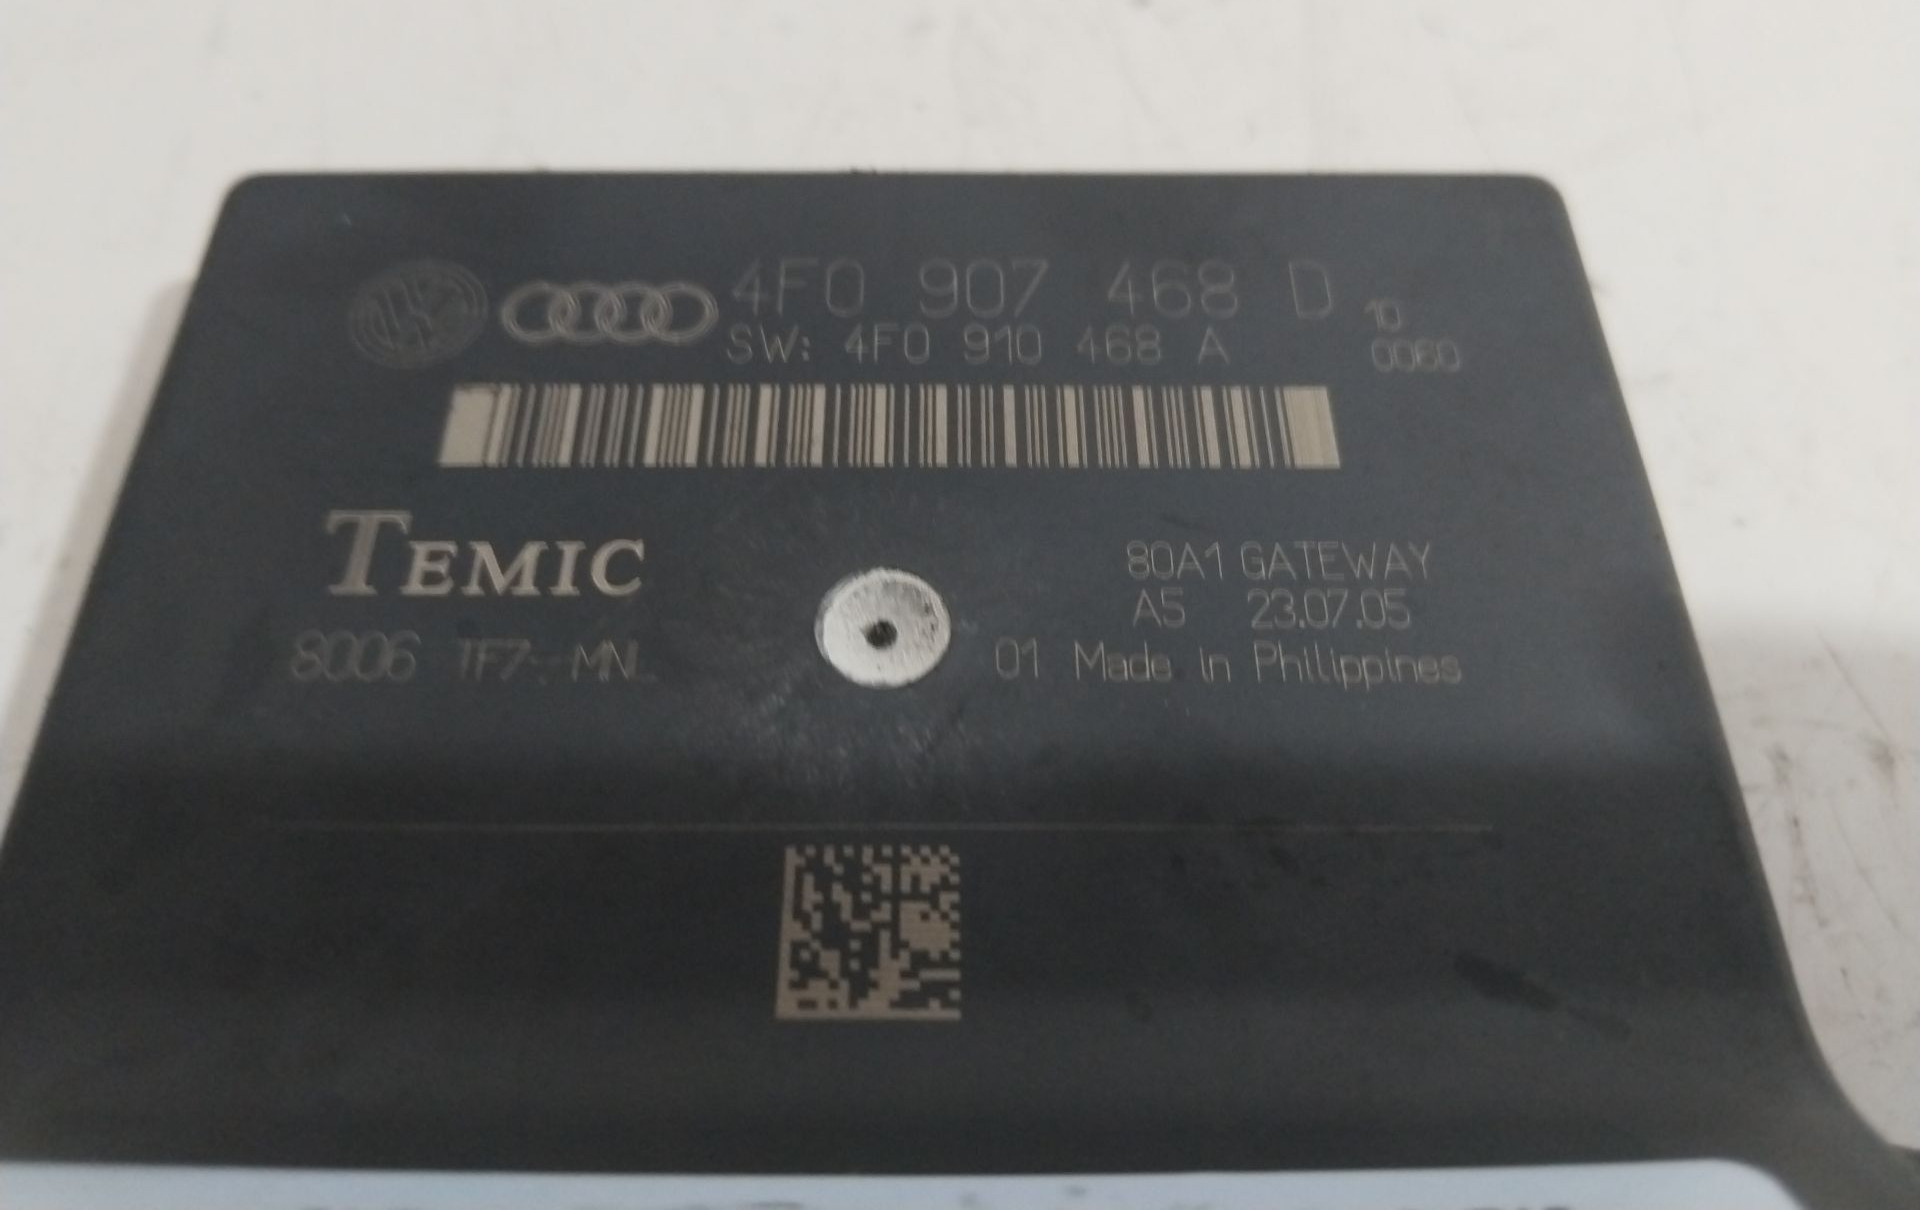 4F0 907 468 D 10
SW: 4F0 910 468 A 0060
TEMIC
80A1 GATEWAY
A5 23.07.05
8006 MNL 01 Made in Philippines